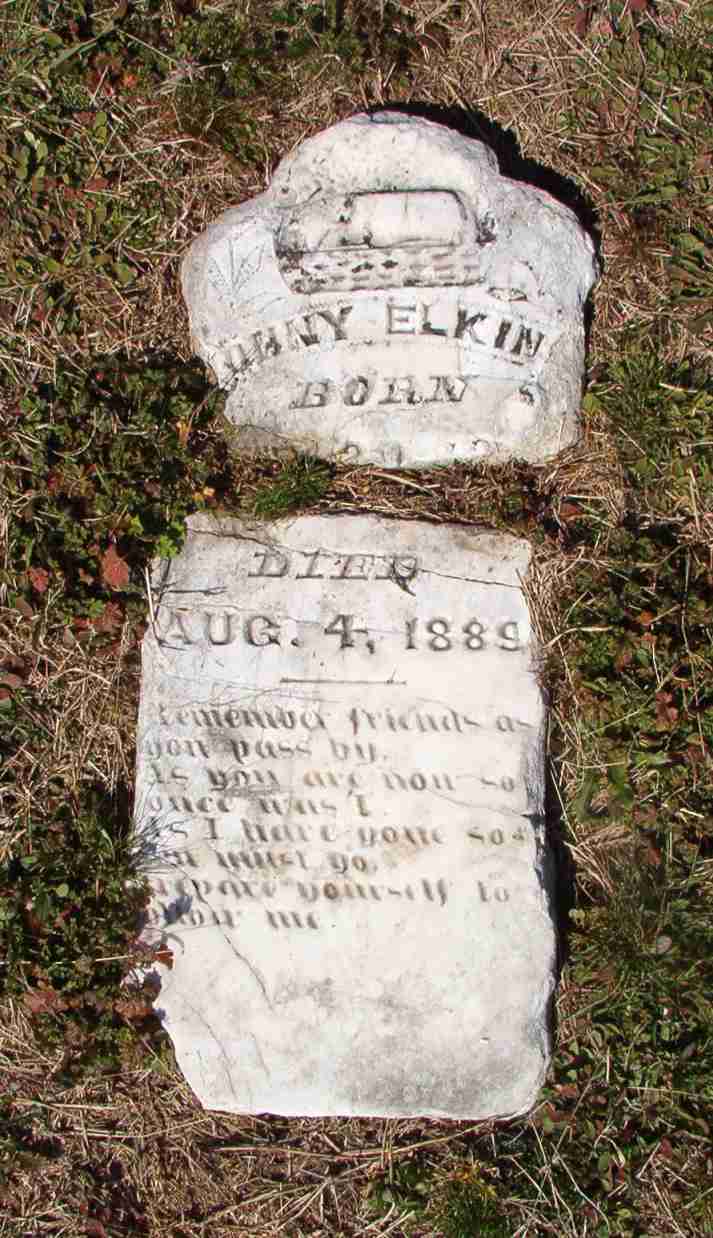 ELKIN
BORN
DIED
AUG. 4, 1889
Remember friends as
you pass by.
As you are now so
once was I.
As I have gone so
you must go,
prepare yourself to
follow me